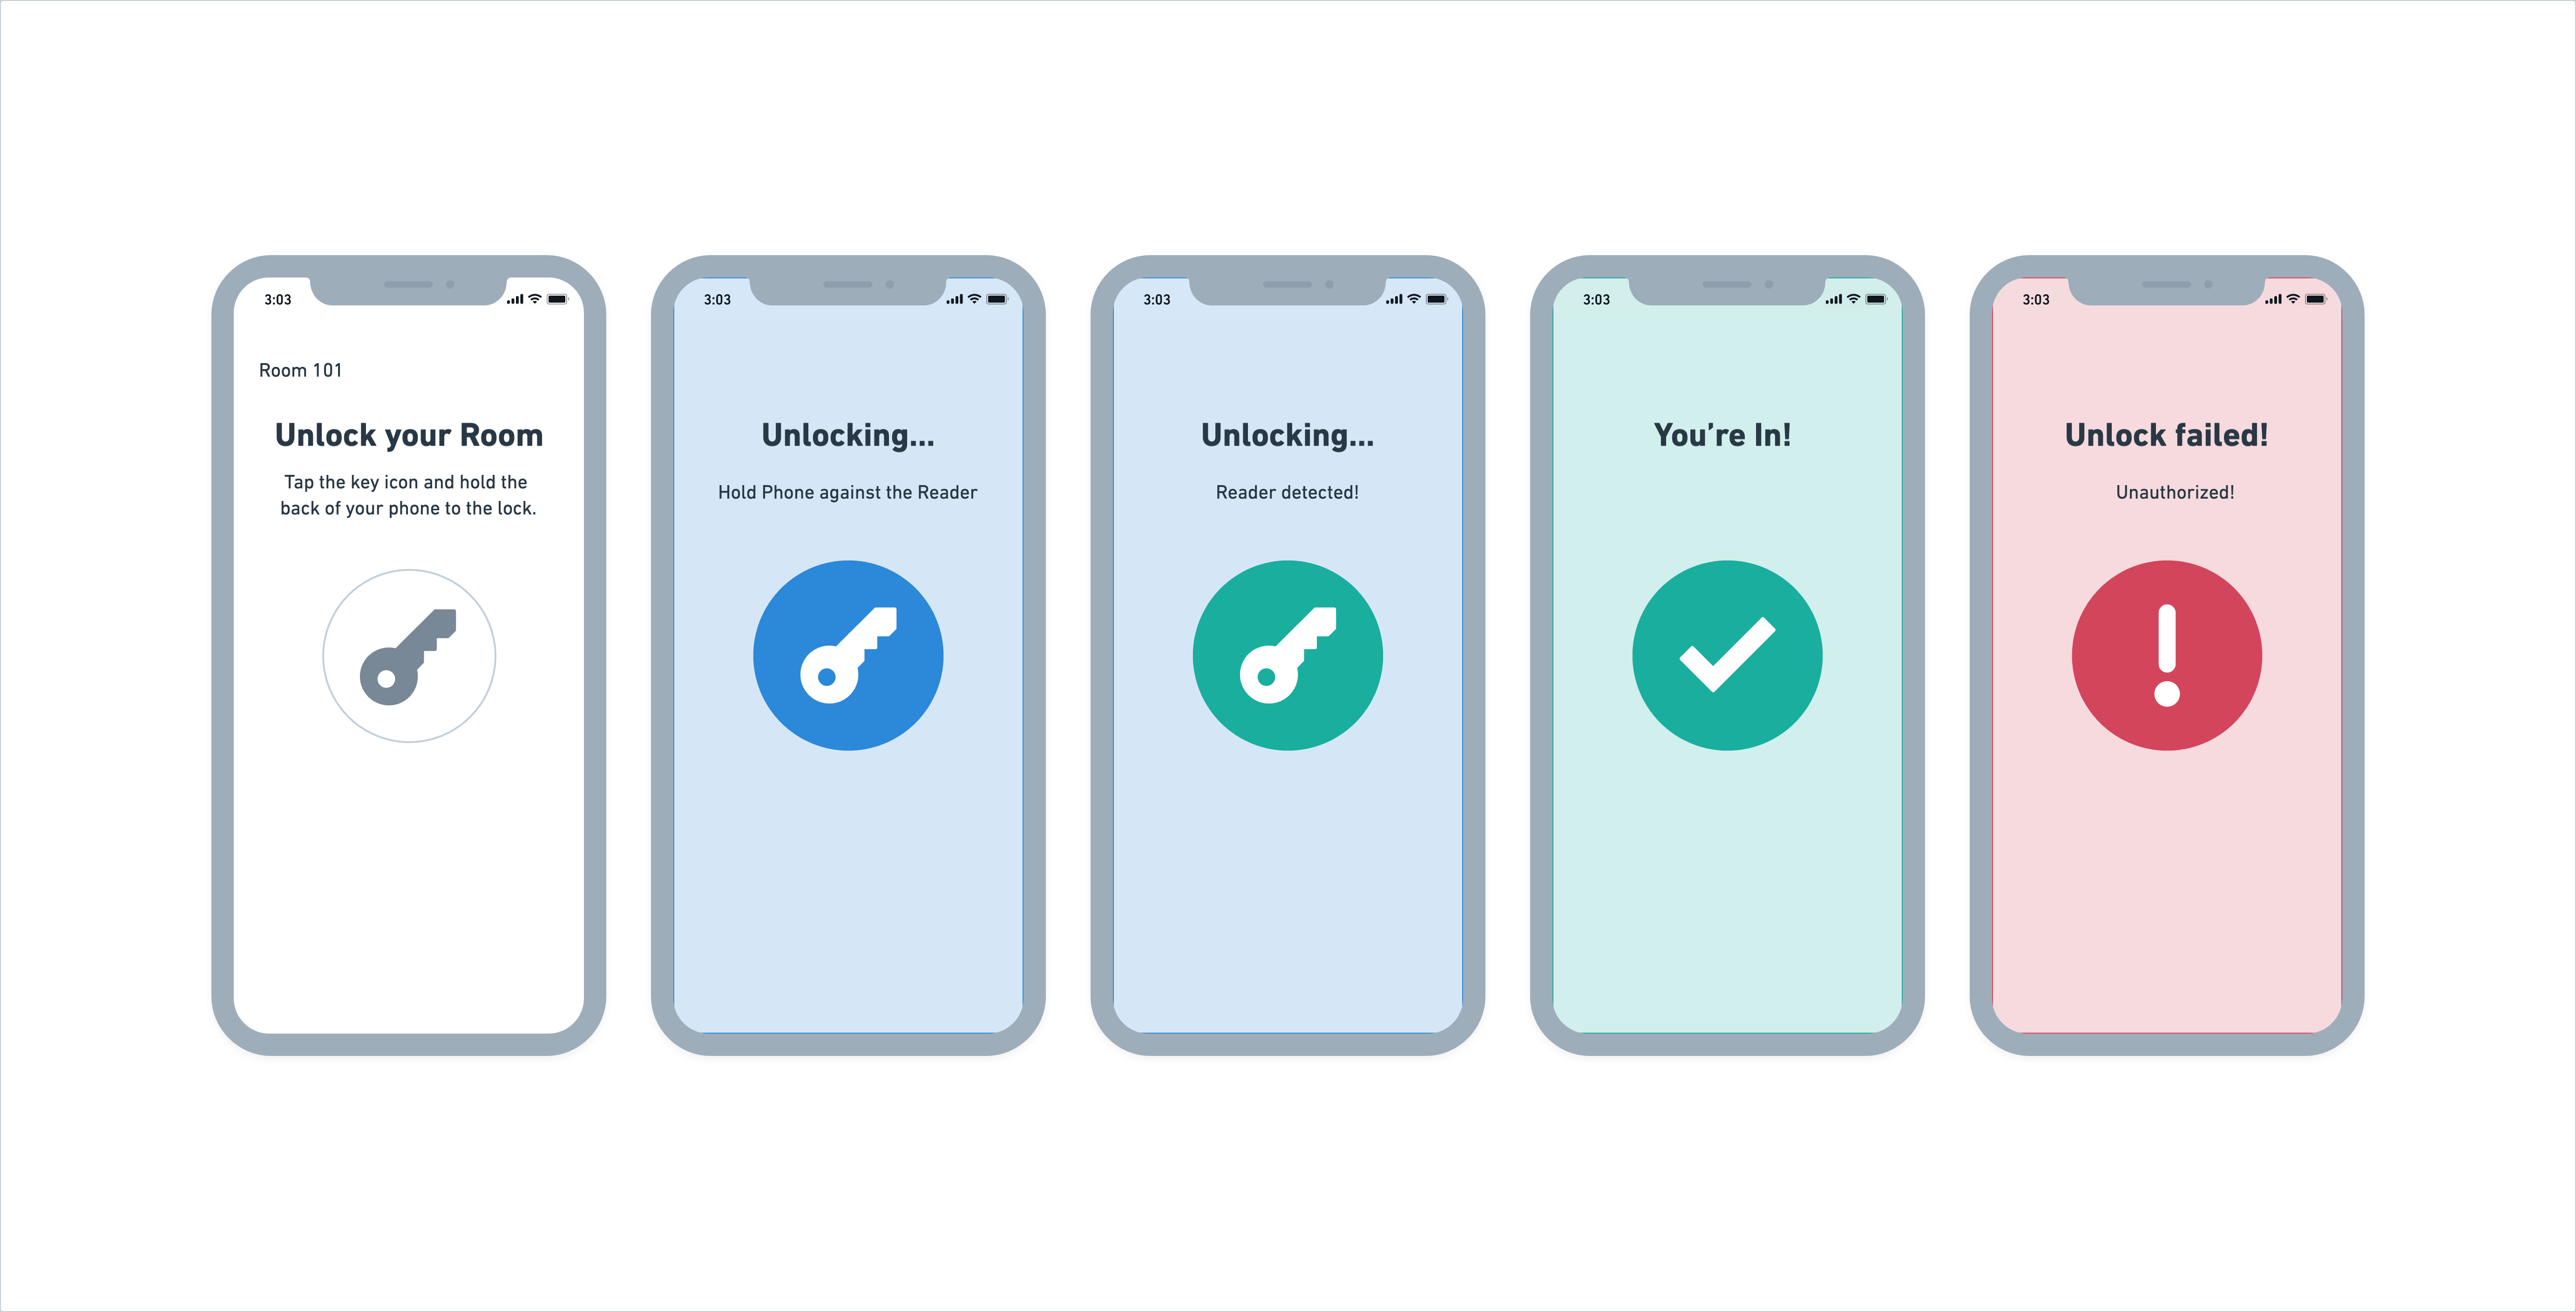 3:03
Room 101
Unlock your Room
Tap the key icon and hold the
back of your phone to the lock.
3:03
Unlocking...
Hold Phone against the Reader
3:03
Unlocking...
Reader detected!
3:03
You’re In!
3:03
Unlock failed!
Unauthorized!